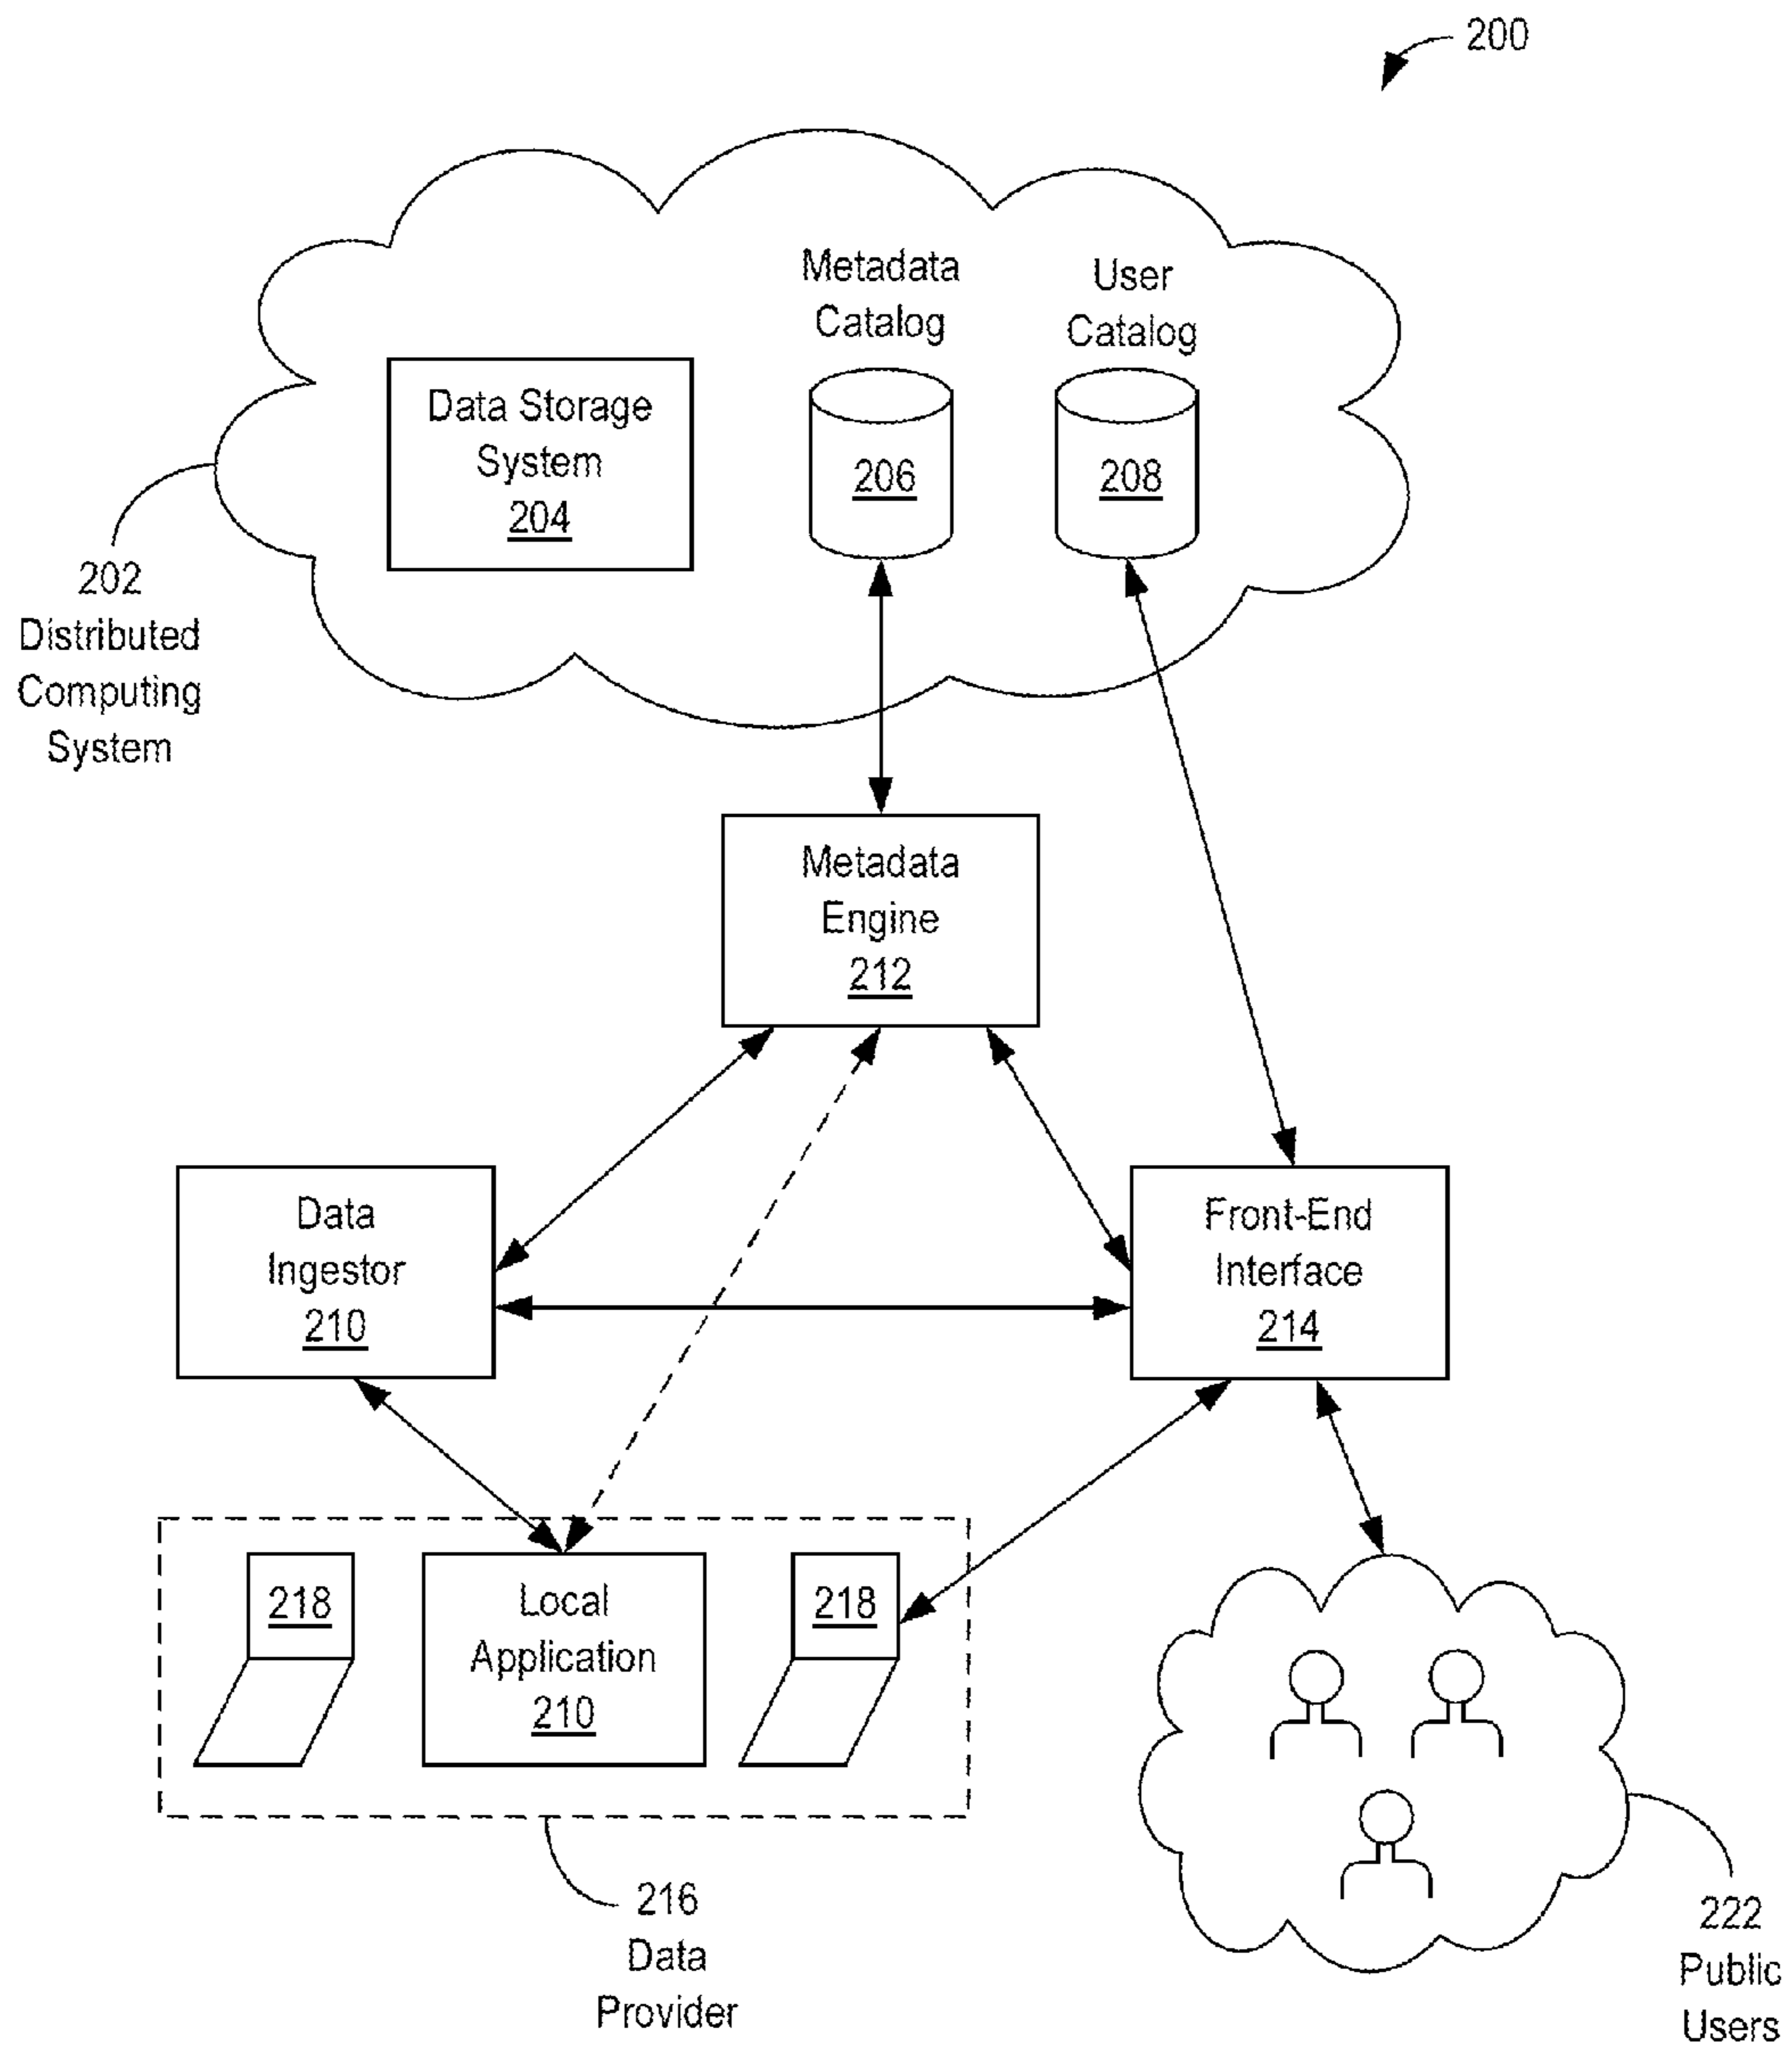 200
Metadata
Catalog
User
Catalog
Data Storage
System
204
206
208
202
Distributed
Computing
System
Metadata
Engine
212
Data
Ingestor
210
Front-End
Interface
214
218
Local
Application
210
218
216
Data
Provider
222
Public
Users